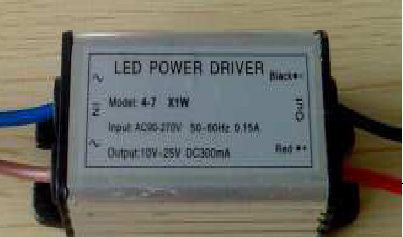 LED POWER DRIVER
Black•-
Model: 4-7 X1W
In
Out
Input: AC90-270V 50-60Hz 0.15A
Output:10V-25V DC300mA
Red•+